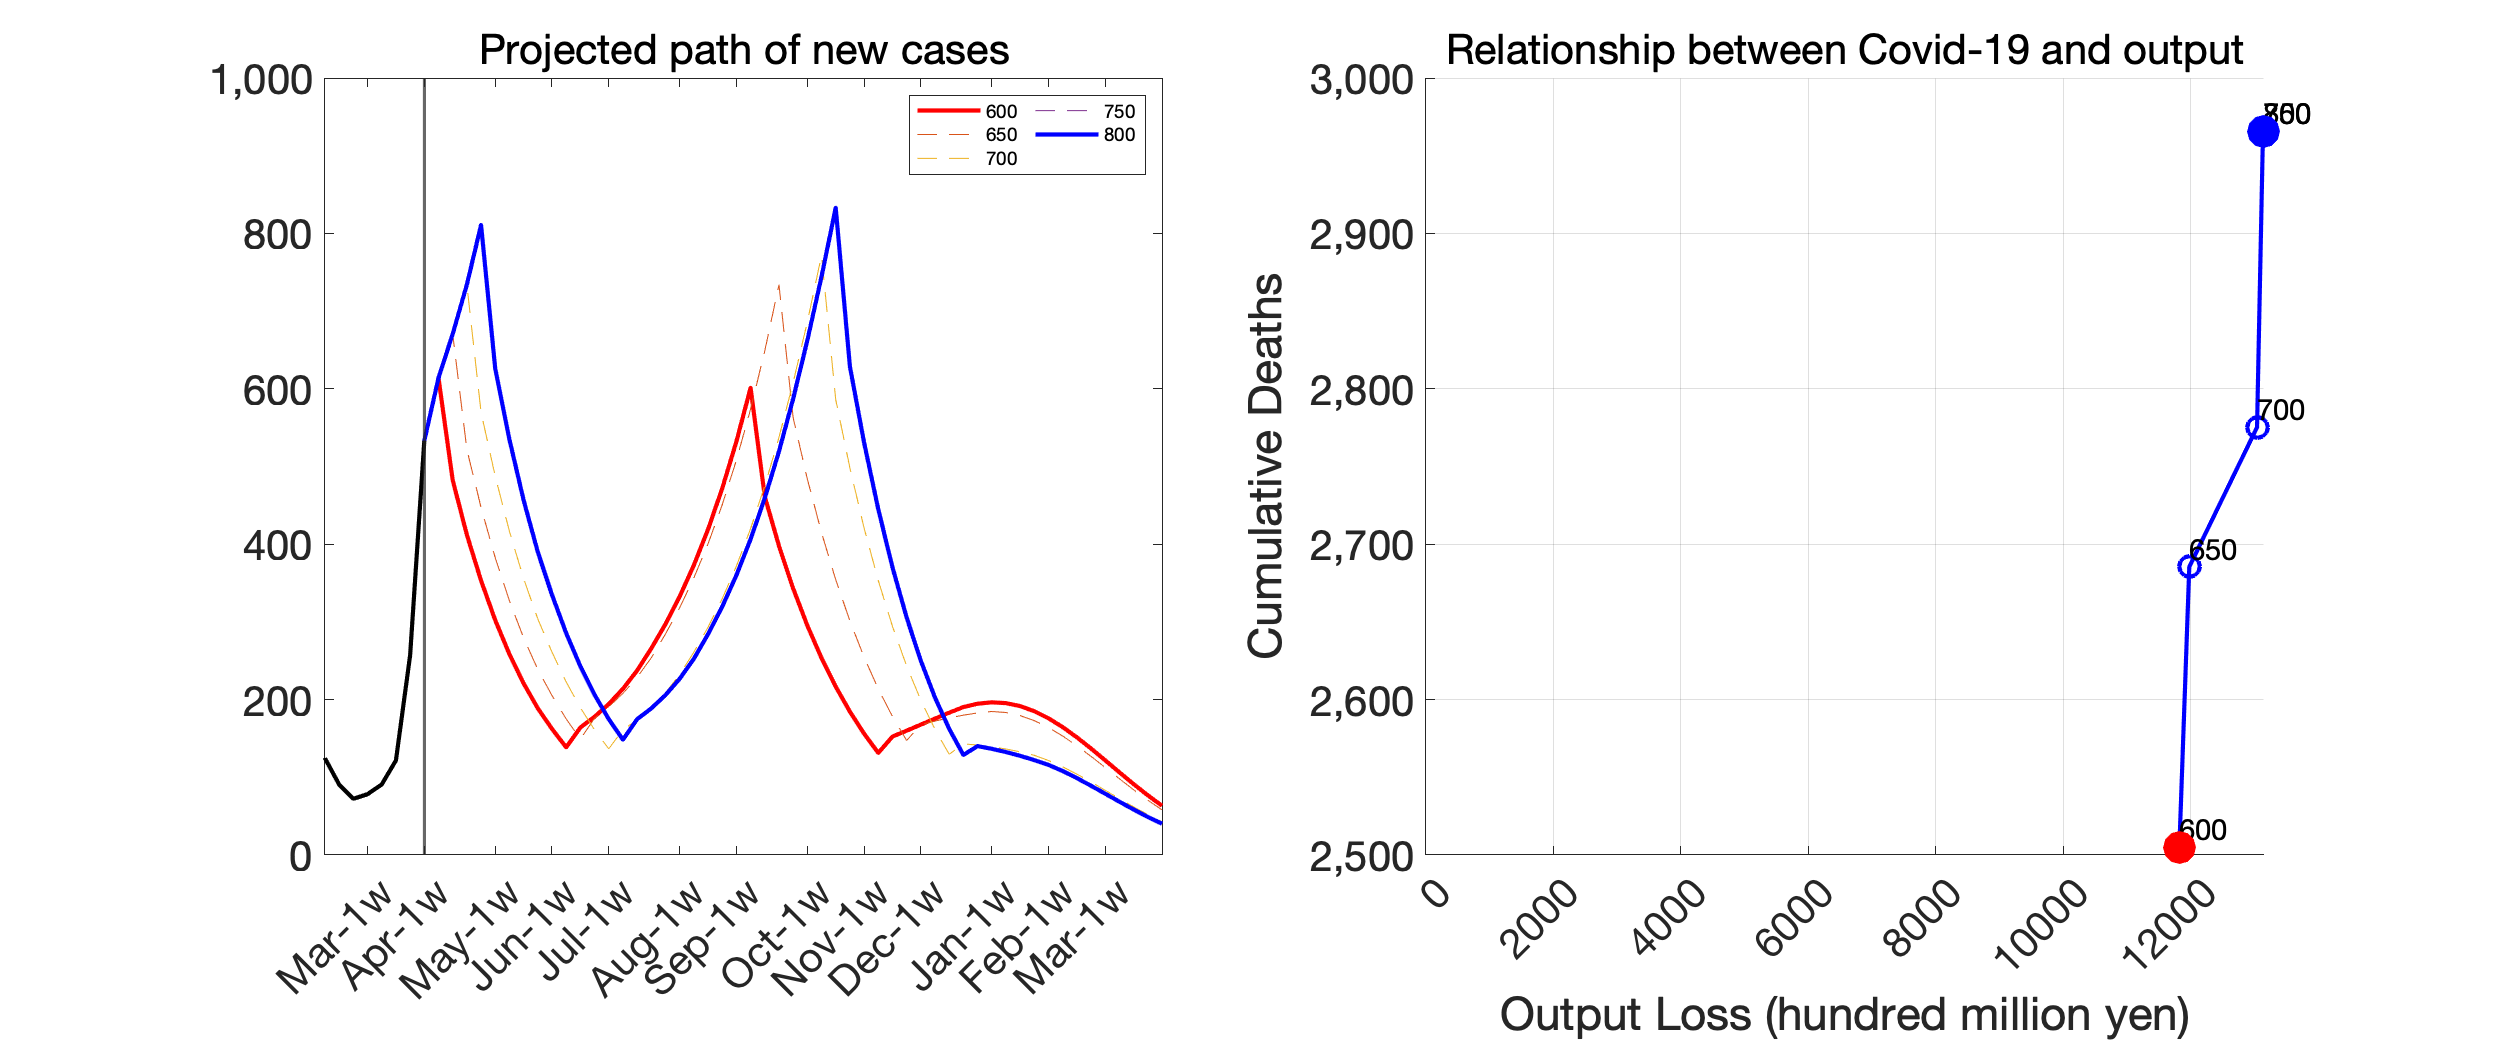 Projected path of new cases
1,000
800
600
400
200
0
600
650
700
750
800
Mar-1w
Apr-1w
May-1w
Jun-1w
Jul-1w
Aug-1w
Sep-1w
Oct-1w
Nov-1w
Dec-1w
Jan-1w
Feb-1w
Mar-1w
Relationship between Covid-19 and output
3,000
2,900
2,800
2,700
2,600
2,500
Cumulative Deaths
700
650
600
0
2000
4000
6000
8000
10000
12000
Output Loss (hundred million yen)